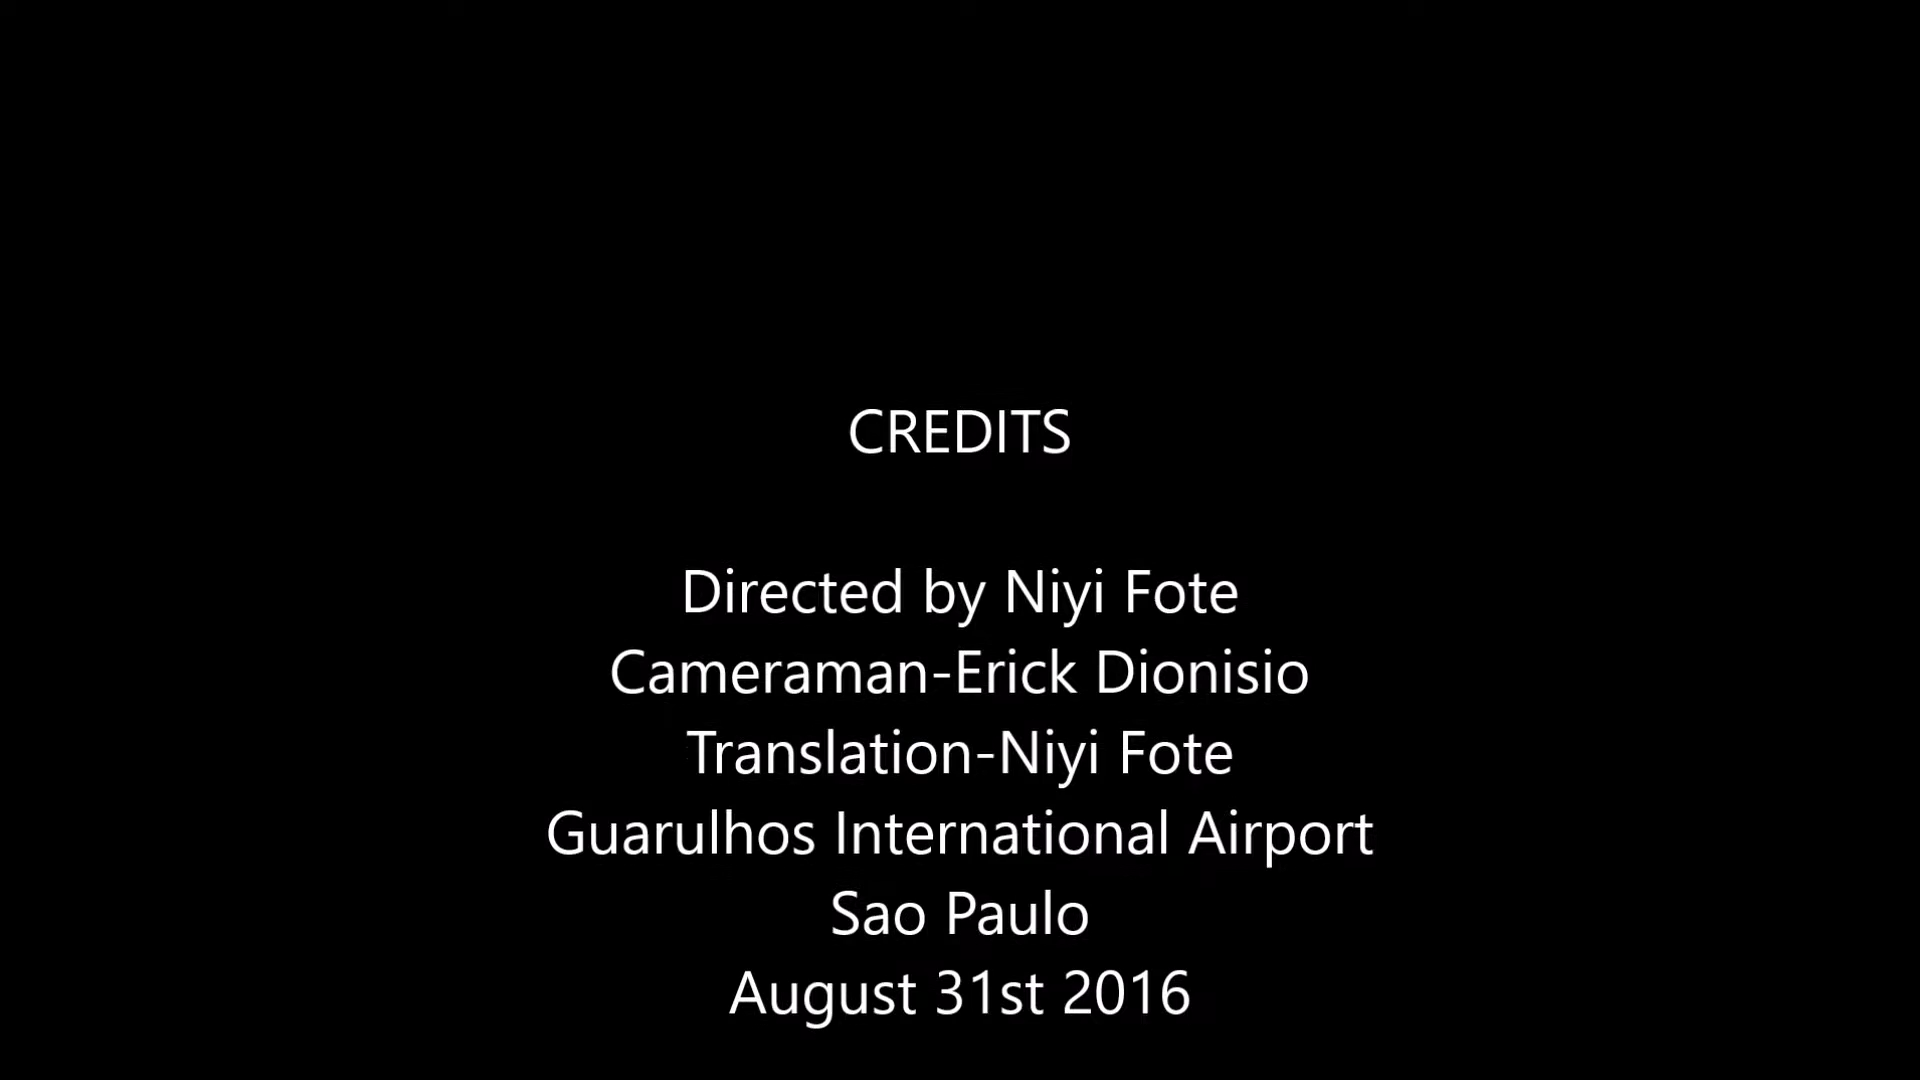 CREDITS
Directed by Niyi Fote
Cameraman-Erick Dionisio
Translation-Niyi Fote
Guarulhos International Airport
Sao Paulo
August 31st 2016